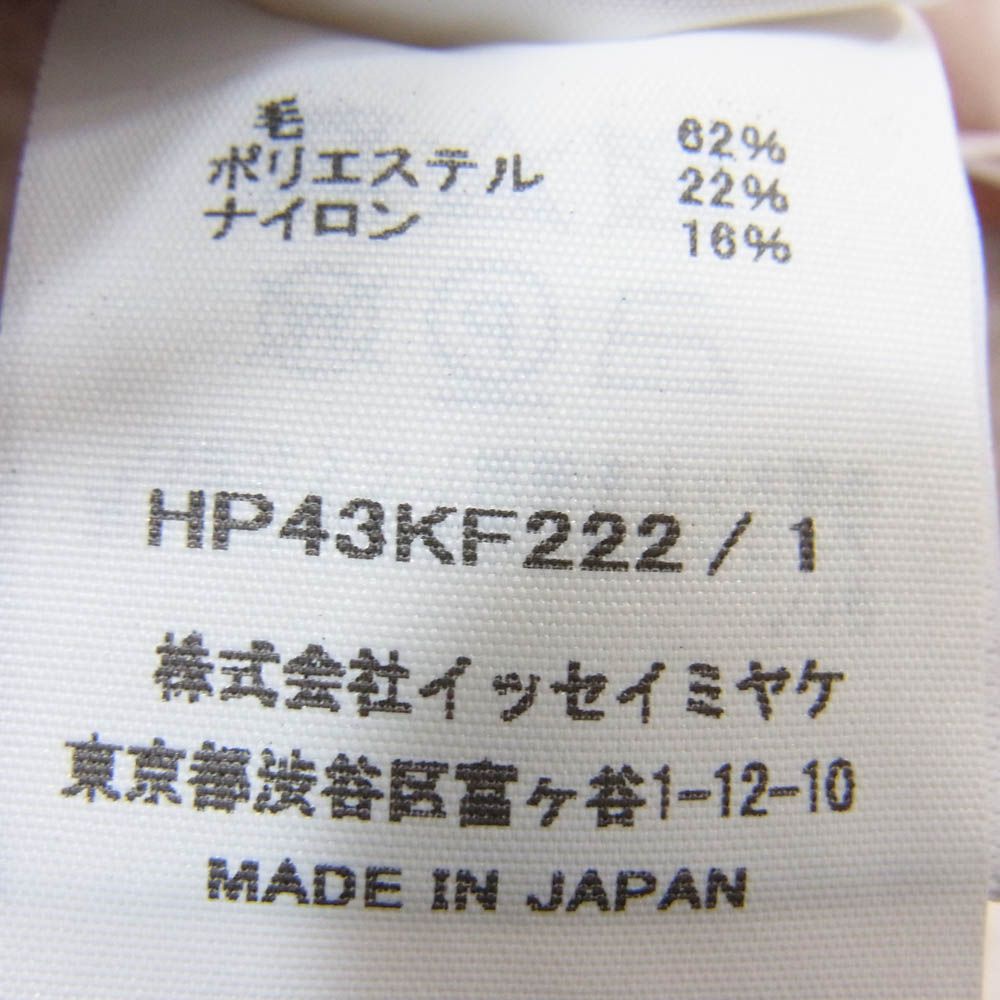 毛 62%
ポリエステル 22%
ナイロン 16%
HP43KF222 / 1
株式会社イッセイミヤケ
東京都渋谷区富ヶ谷1-12-10
MADE IN JAPAN